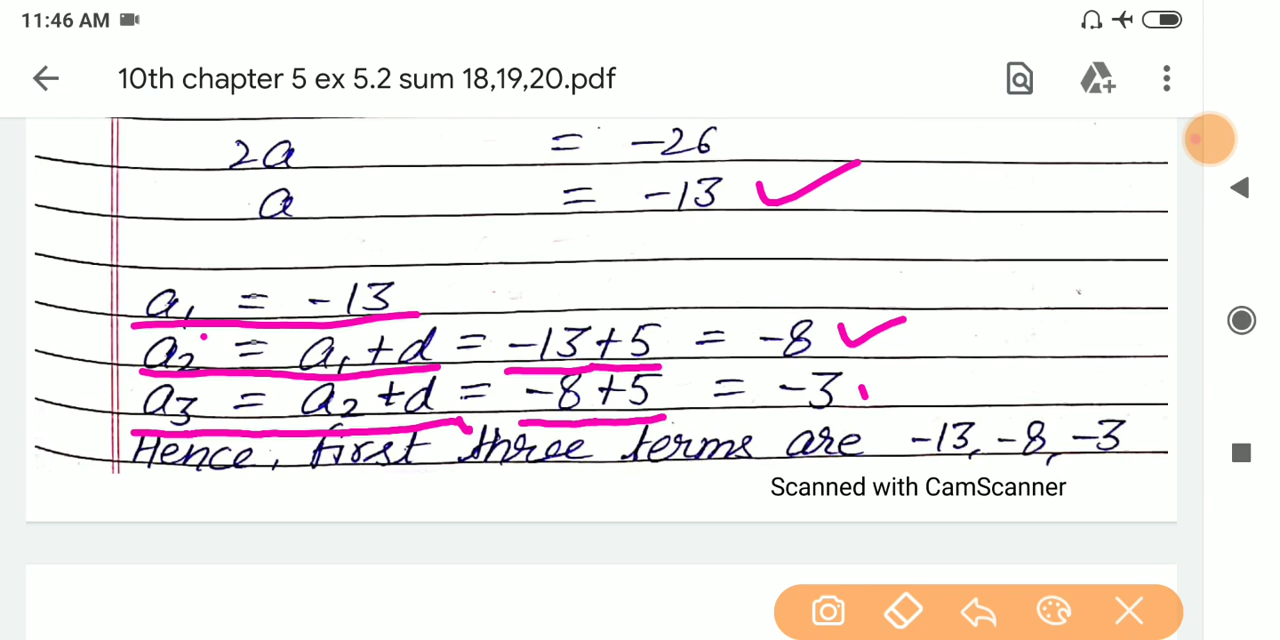 11:46 AM
10th chapter 5 ex 5.2 sum 18,19,20.pdf
2a = -26
a = -13
a₁ = -13
a₂ = a₁ + d = -13+5 = -8
a₃ = a₂ + d = -8+5 = -3
Hence, first three terms are -13, -8, -3
Scanned with CamScanner